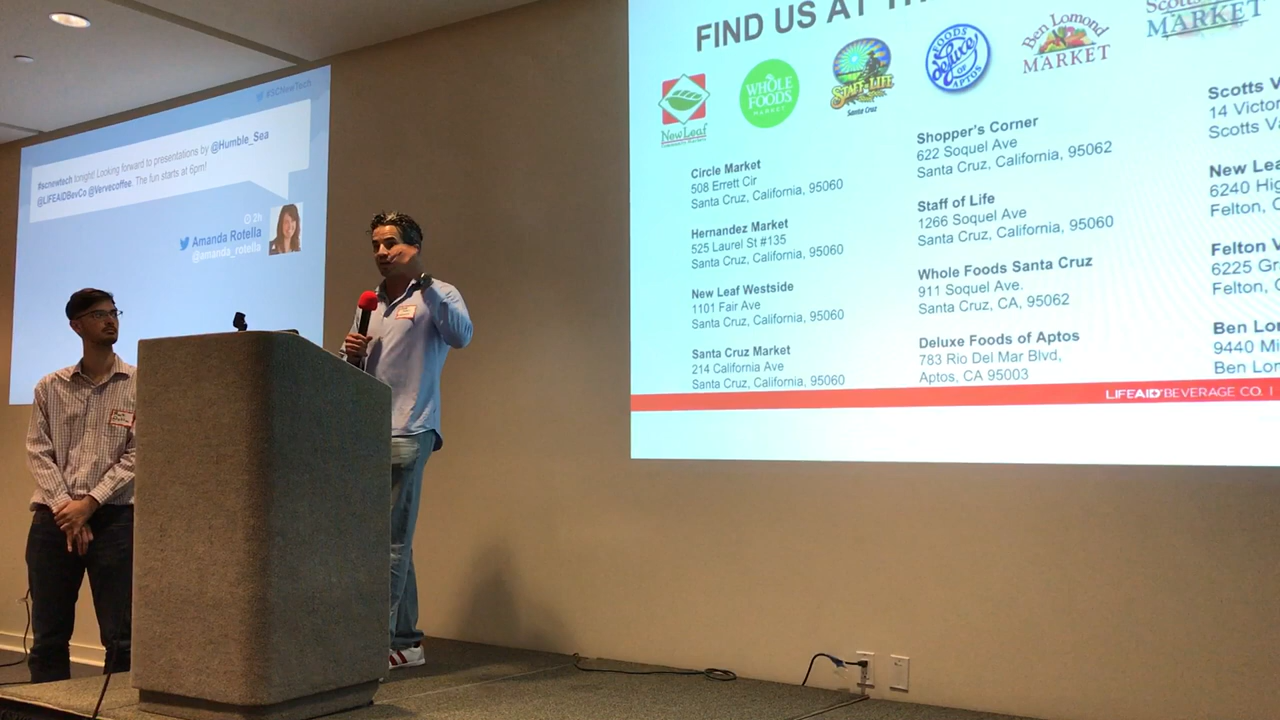 #SCNewTech
#scnewtech tonight! Looking forward to presentations by @Humble_Sea
@LIFEAIDBevCo @Vervecoffee. The fun starts at 6pm!
2h
Amanda Rotella
@amanda_rotella
FIND US AT
New Leaf
WHOLE
FOODS
MARKET
STAFF OF LIFE
Santa Cruz
FOODS
deLuxe
OF APTOS
Ben Lomond
MARKET
MARKET
Circle Market
508 Errett Cir
Santa Cruz, California, 95060
Hernandez Market
525 Laurel St #135
Santa Cruz, California, 95060
New Leaf Westside
1101 Fair Ave
Santa Cruz, California, 95060
Santa Cruz Market
214 California Ave
Santa Cruz, California, 95060
Shopper's Corner
622 Soquel Ave
Santa Cruz, California, 95062
Staff of Life
1266 Soquel Ave
Santa Cruz, California, 95060
Whole Foods Santa Cruz
911 Soquel Ave.
Santa Cruz, CA, 95062
Deluxe Foods of Aptos
783 Rio Del Mar Blvd,
Aptos, CA 95003
Scotts V
14 Victor
Scotts Va
New Lea
6240 Hig
Felton, C
Felton V
6225 Gr
Felton, C
Ben Lo
9440 Mi
Ben Lon
LIFEAID BEVERAGE CO. |